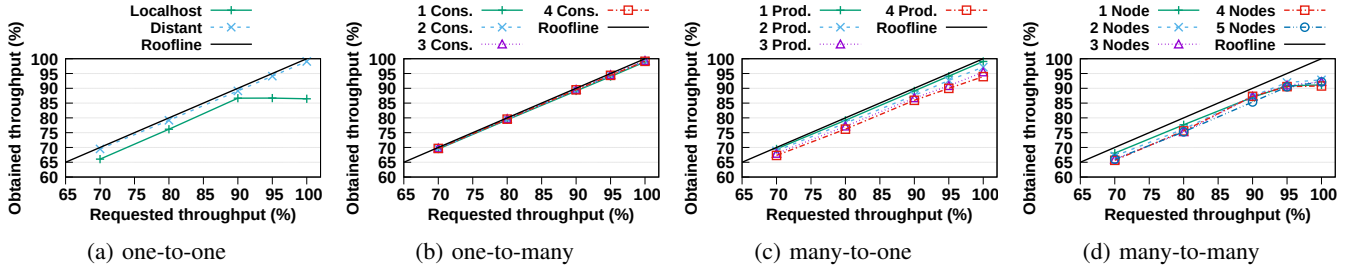 Localhost
Distant
Roofline
Obtained throughput (%)
100
95
90
85
80
75
70
65
60
65 70 75 80 85 90 95 100
Requested throughput (%)
(a) one-to-one
1 Cons.
2 Cons.
3 Cons.
4 Cons.
Roofline
Obtained throughput (%)
100
95
90
85
80
75
70
65
60
65 70 75 80 85 90 95 100
Requested throughput (%)
(b) one-to-many
1 Prod.
2 Prod.
3 Prod.
4 Prod.
Roofline
Obtained throughput (%)
100
95
90
85
80
75
70
65
60
65 70 75 80 85 90 95 100
Requested throughput (%)
(c) many-to-one
1 Node
2 Nodes
3 Nodes
4 Nodes
5 Nodes
Roofline
Obtained throughput (%)
100
95
90
85
80
75
70
65
60
65 70 75 80 85 90 95 100
Requested throughput (%)
(d) many-to-many